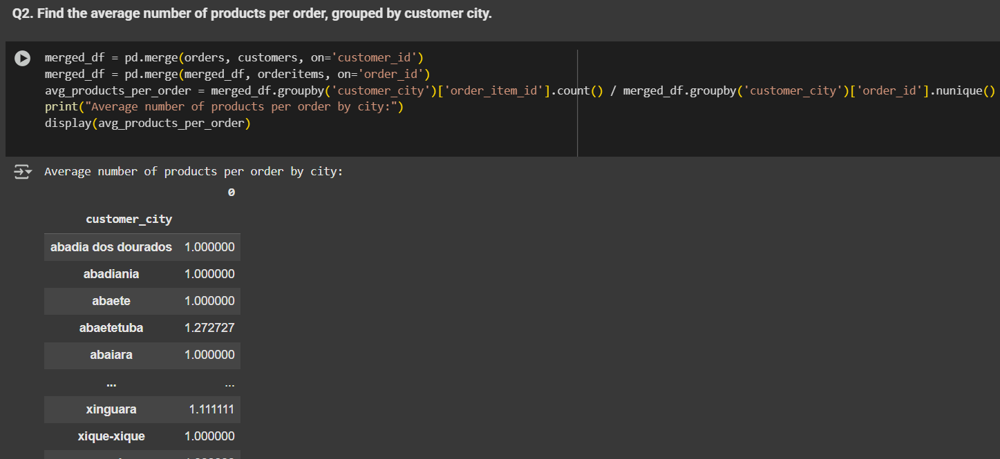 Q2. Find the average number of products per order, grouped by customer city.
merged_df = pd.merge(orders, customers, on='customer_id')
merged_df = pd.merge(merged_df, orderitems, on='order_id')
avg_products_per_order = merged_df.groupby('customer_city')['order_item_id'].count() / merged_df.groupby('customer_city')['order_id'].nunique()
print("Average number of products per order by city:")
display(avg_products_per_order)
Average number of products per order by city:
0
customer_city
abadia dos dourados 1.000000
abadiania 1.000000
abaete 1.000000
abaetetuba 1.272727
abaiara 1.000000
... ...
xinguara 1.111111
xique-xique 1.000000